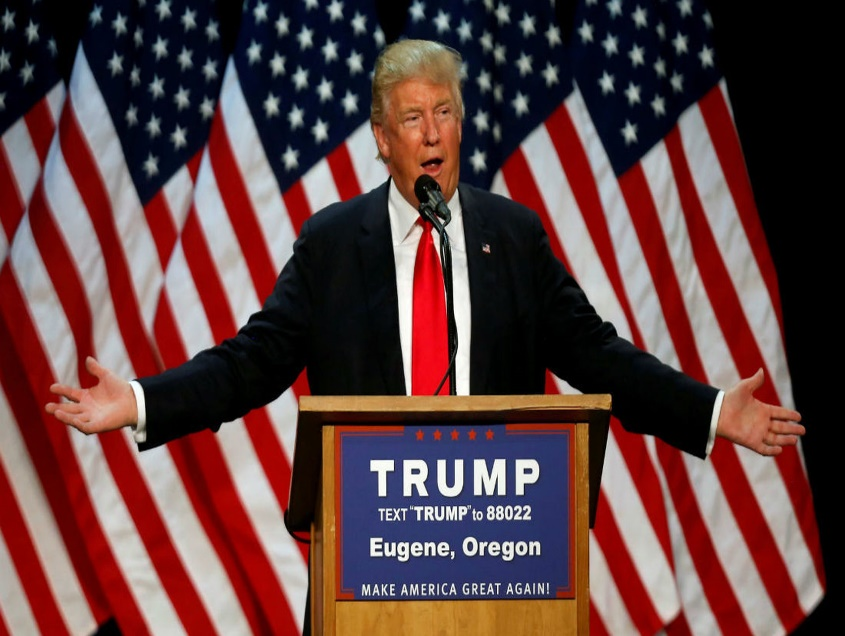 TRUMP
TEXT "TRUMP" to 88022
Eugene, Oregon
MAKE AMERICA GREAT AGAIN!